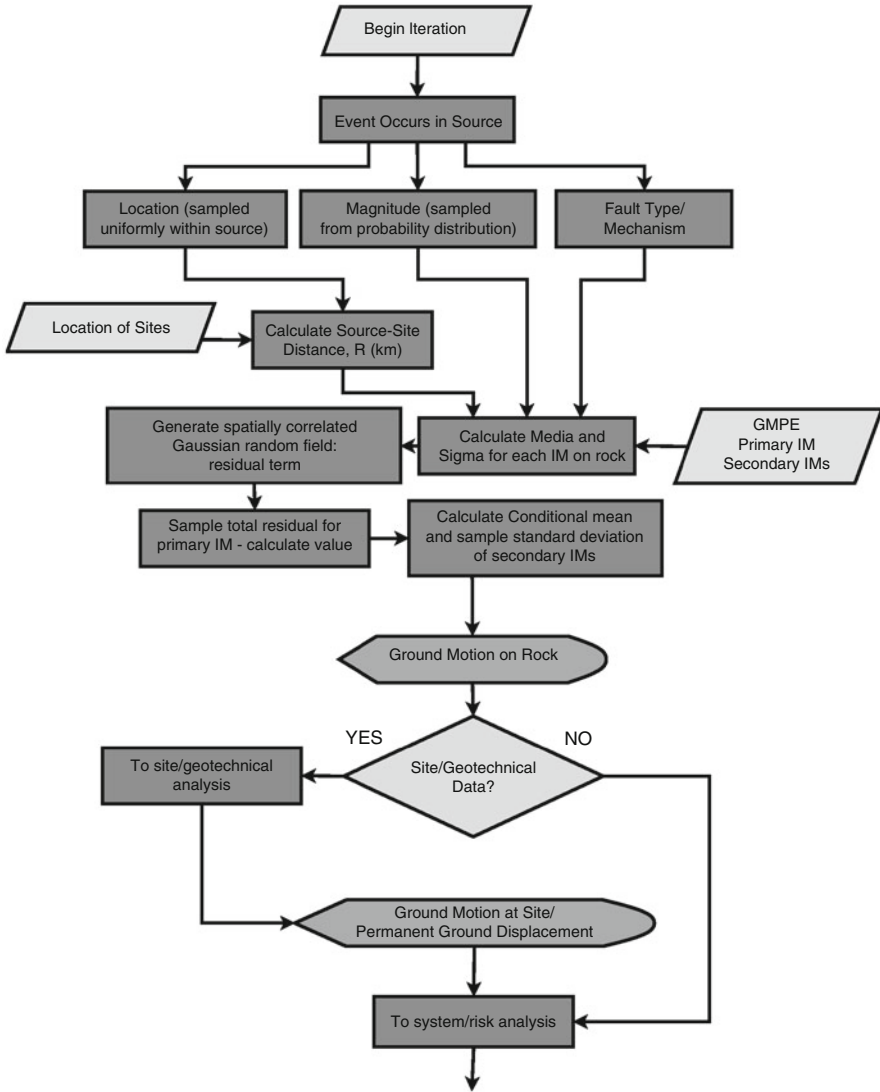 Begin Iteration
Event Occurs in Source
Location (sampled
uniformly within source)
Magnitude (sampled
from probability distribution)
Fault Type/
Mechanism
Location of Sites
Calculate Source-Site
Distance, R (km)
Generate spatially correlated
Gaussian random field:
residual term
Calculate Media and
Sigma for each IM on rock
GMPE
Primary IM
Secondary IMs
Sample total residual for
primary IM - calculate value
Calculate Conditional mean
and sample standard deviation
of secondary IMs
Ground Motion on Rock
YES
NO
To site/geotechnical
analysis
Site/Geotechnical
Data?
Ground Motion at Site/
Permanent Ground Displacement
To system/risk analysis